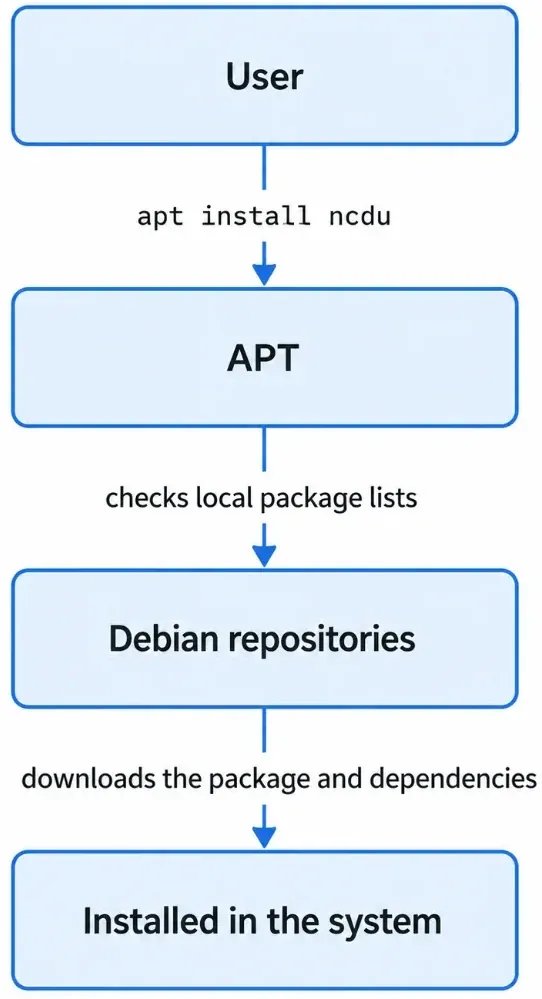 User
apt install ncdu
APT
checks local package lists
Debian repositories
downloads the package and dependencies
Installed in the system